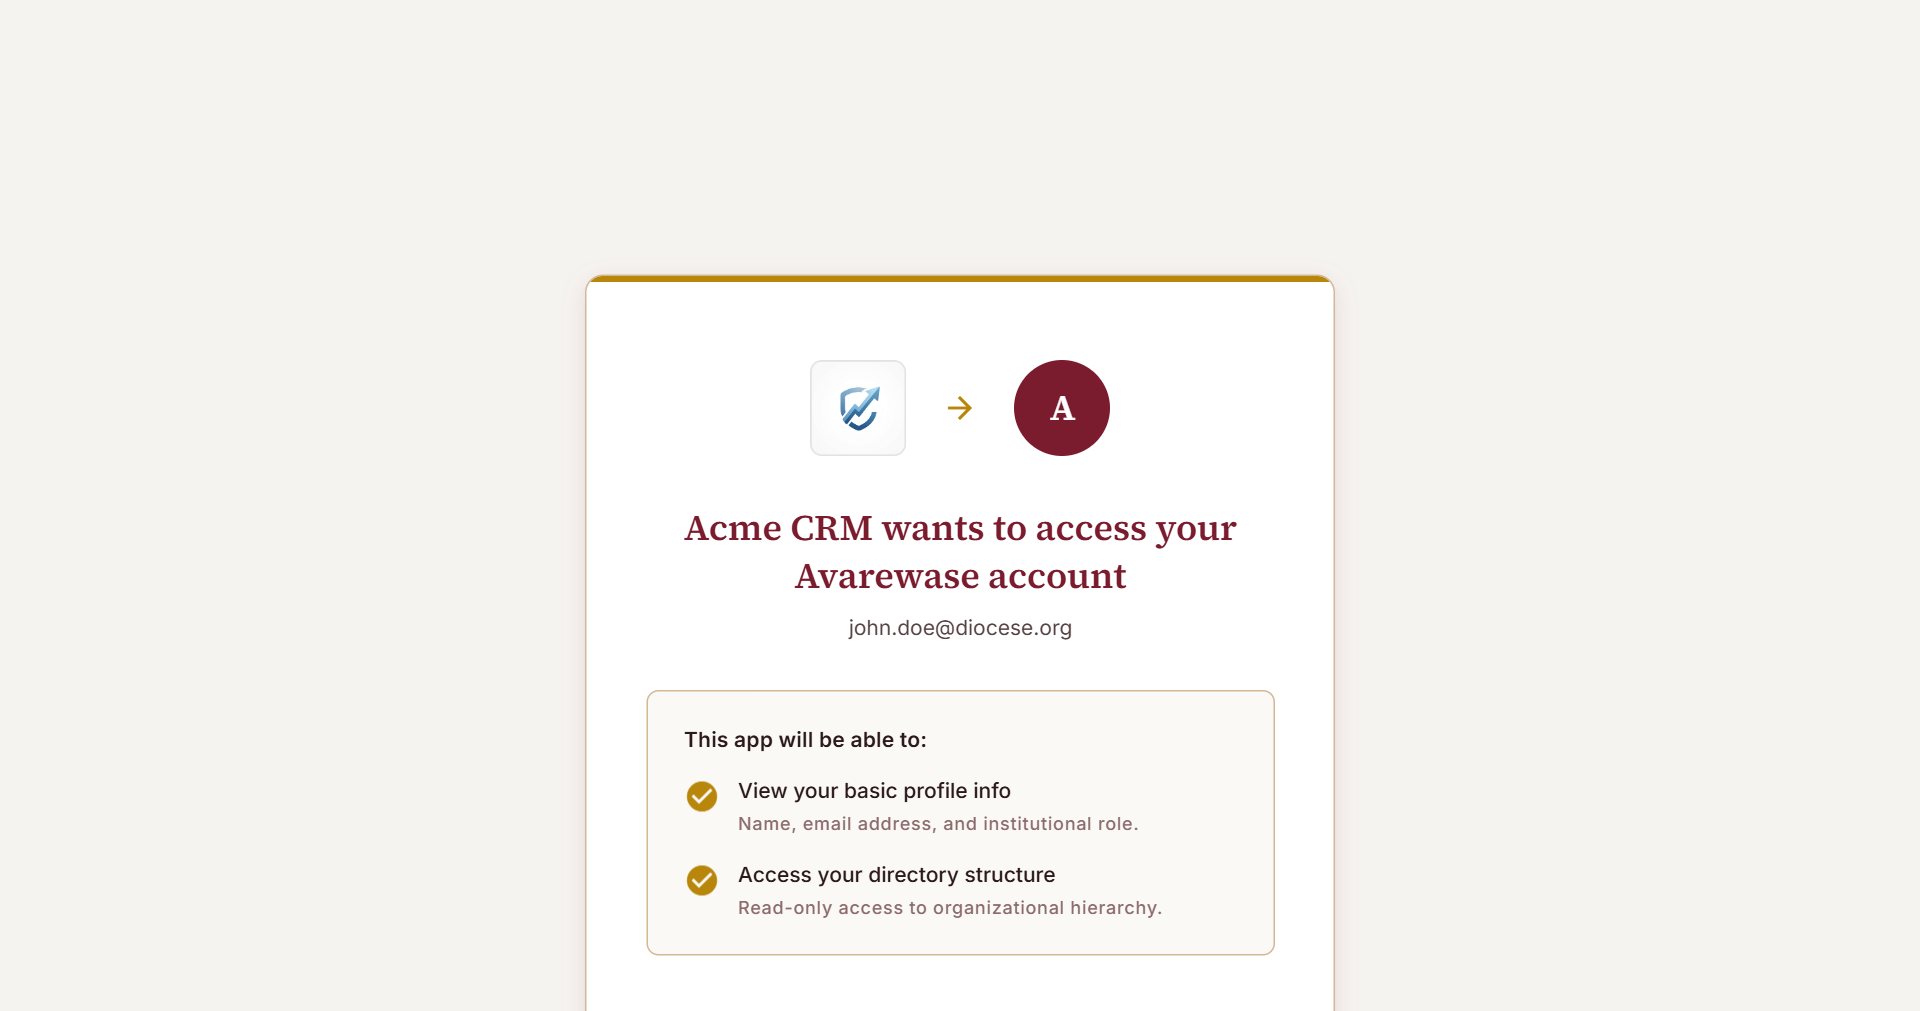 A
Acme CRM wants to access your
Avarewase account
john.doe@diocese.org
This app will be able to:
View your basic profile info
Name, email address, and institutional role.
Access your directory structure
Read-only access to organizational hierarchy.